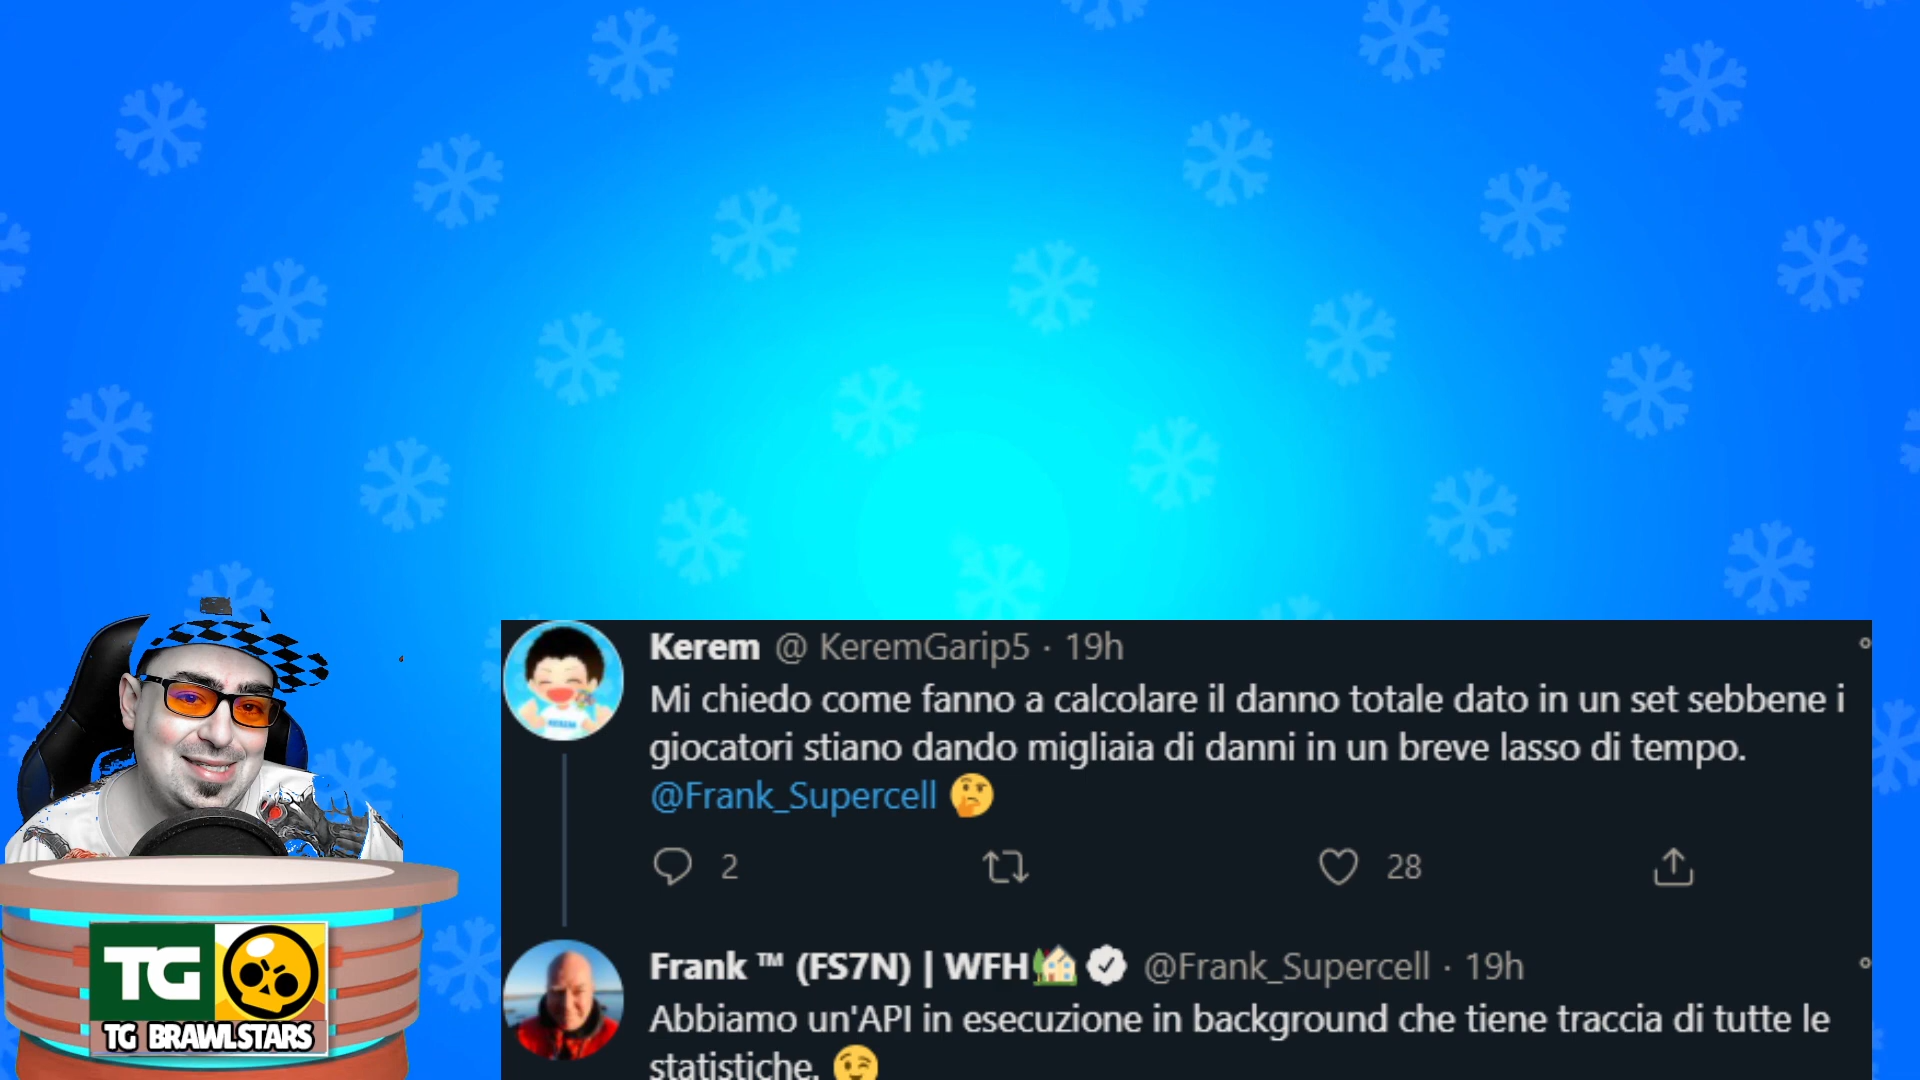 Kerem @ KeremGarip5 · 19h
Mi chiedo come fanno a calcolare il danno totale dato in un set sebbene i
giocatori stiano dando migliaia di danni in un breve lasso di tempo.
@Frank_Supercell 🤔
2 28
Frank ™ (FS7N) | WFH🏡 @Frank_Supercell · 19h
Abbiamo un'API in esecuzione in background che tiene traccia di tutte le
statistiche. 😉
TG
TG BRAWLSTARS